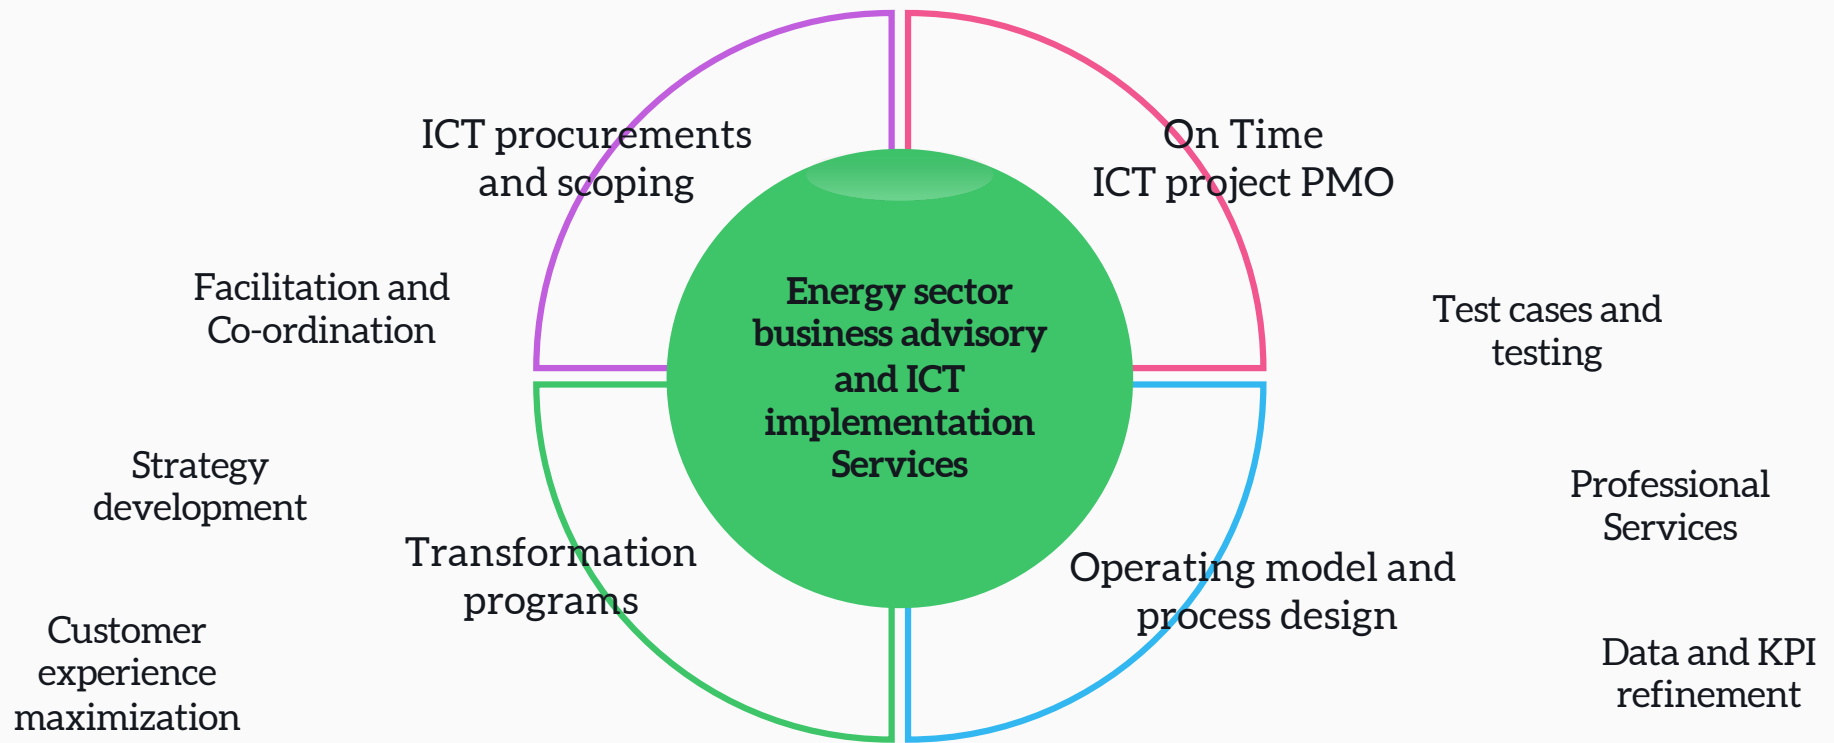 ICT procurements
and scoping
On Time
ICT project PMO
Facilitation and
Co-ordination
Energy sector
business advisory
and ICT
implementation
Services
Test cases and
testing
Strategy
development
Professional
Services
Transformation
programs
Operating model and
process design
Customer
experience
maximization
Data and KPI
refinement